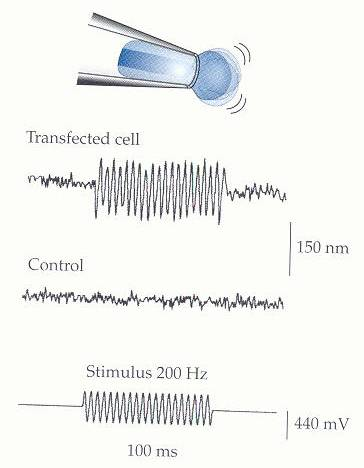 Transfected cell
150 nm
Control
Stimulus 200 Hz
440 mV
100 ms